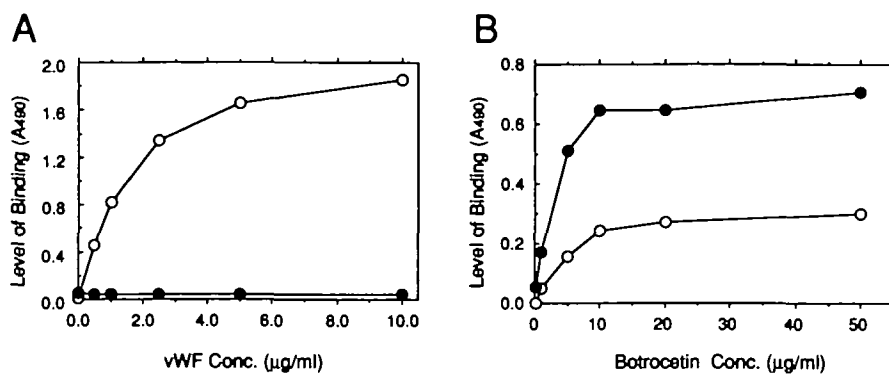 A
Level of Binding (A490)
2.0
1.6
1.2
0.8
0.4
0.0
0.0 2.0 4.0 6.0 8.0 10.0
vWF Conc. (μg/ml)
B
Level of Binding (A490)
0.8
0.6
0.4
0.2
0.0
0 10 20 30 40 50
Botrocetin Conc. (μg/ml)